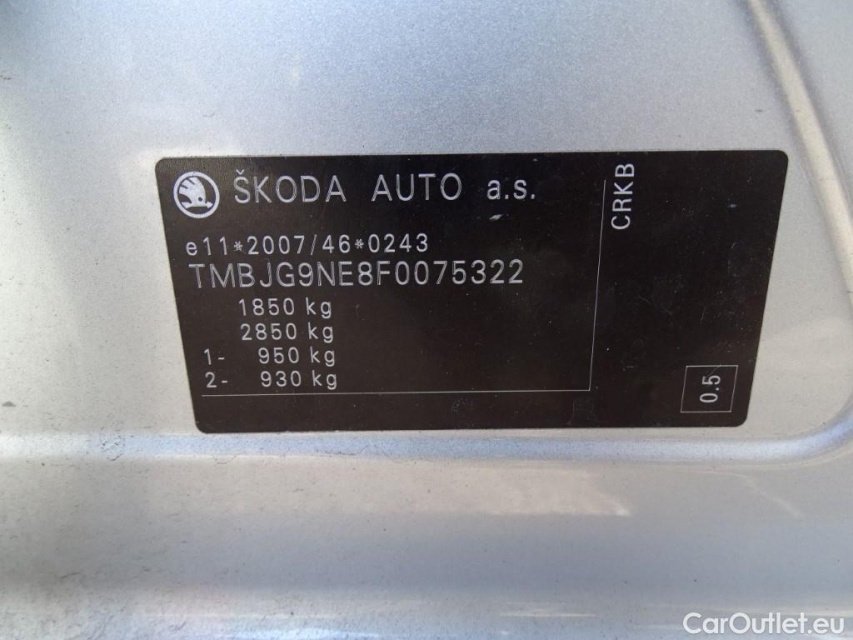 ŠKODA AUTO a.s.
e11*2007/46*0243
TMBJG9NE8F0075322
1850 kg
2850 kg
1- 950 kg
2- 930 kg
CRKB
0.5
CarOutlet.eu